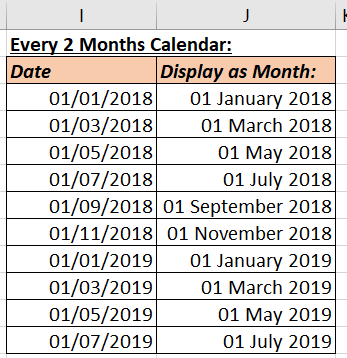 I J
Every 2 Months Calendar:
Date Display as Month:
01/01/2018 01 January 2018
01/03/2018 01 March 2018
01/05/2018 01 May 2018
01/07/2018 01 July 2018
01/09/2018 01 September 2018
01/11/2018 01 November 2018
01/01/2019 01 January 2019
01/03/2019 01 March 2019
01/05/2019 01 May 2019
01/07/2019 01 July 2019